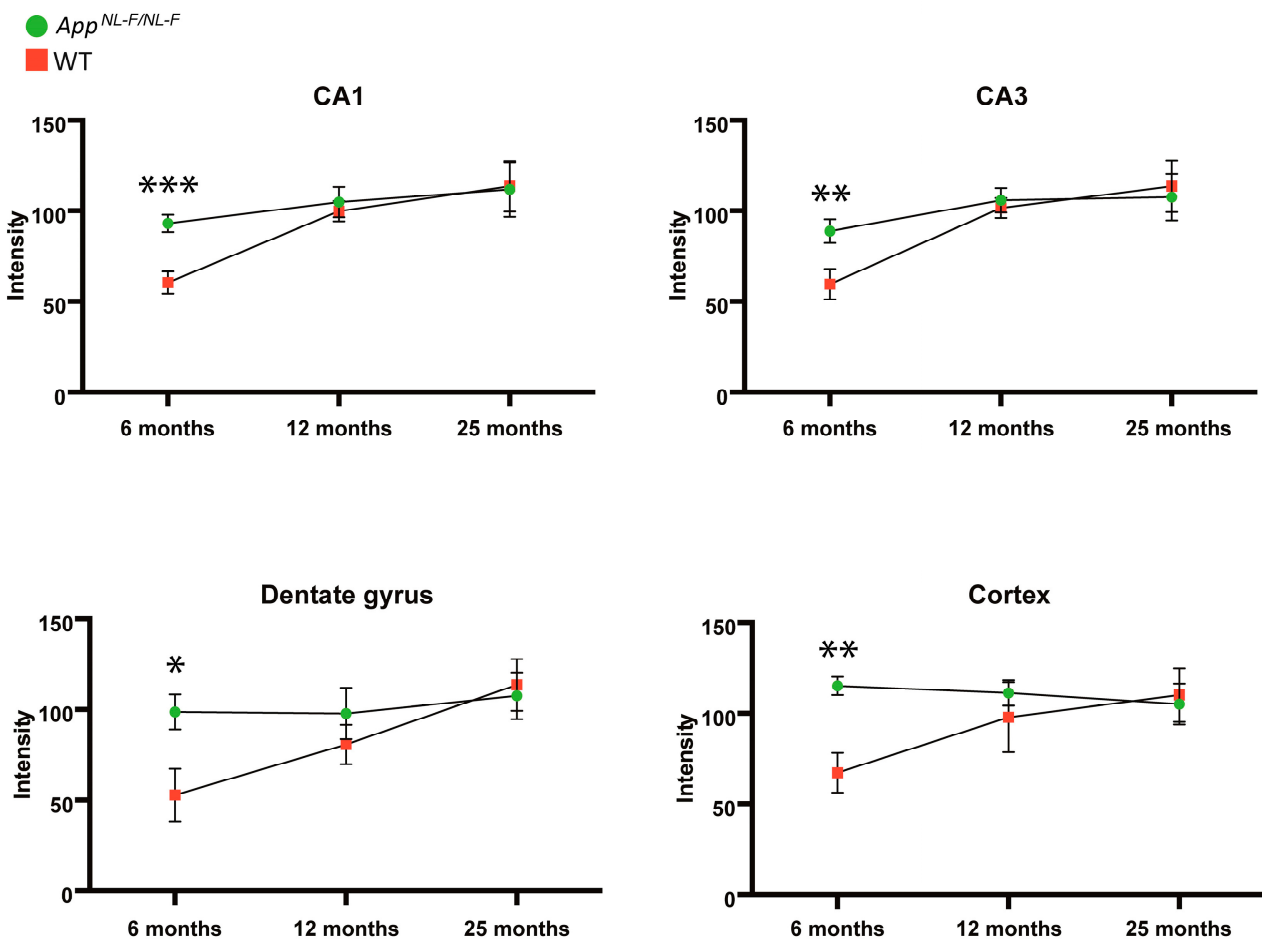 App NL-F/NL-F
WT
CA1
150
100
50
0
Intensity
***
6 months 12 months 25 months
CA3
150
100
50
0
Intensity
**
6 months 12 months 25 months
Dentate gyrus
150
100
50
0
Intensity
*
6 months 12 months 25 months
Cortex
150
100
50
0
Intensity
**
6 months 12 months 25 months